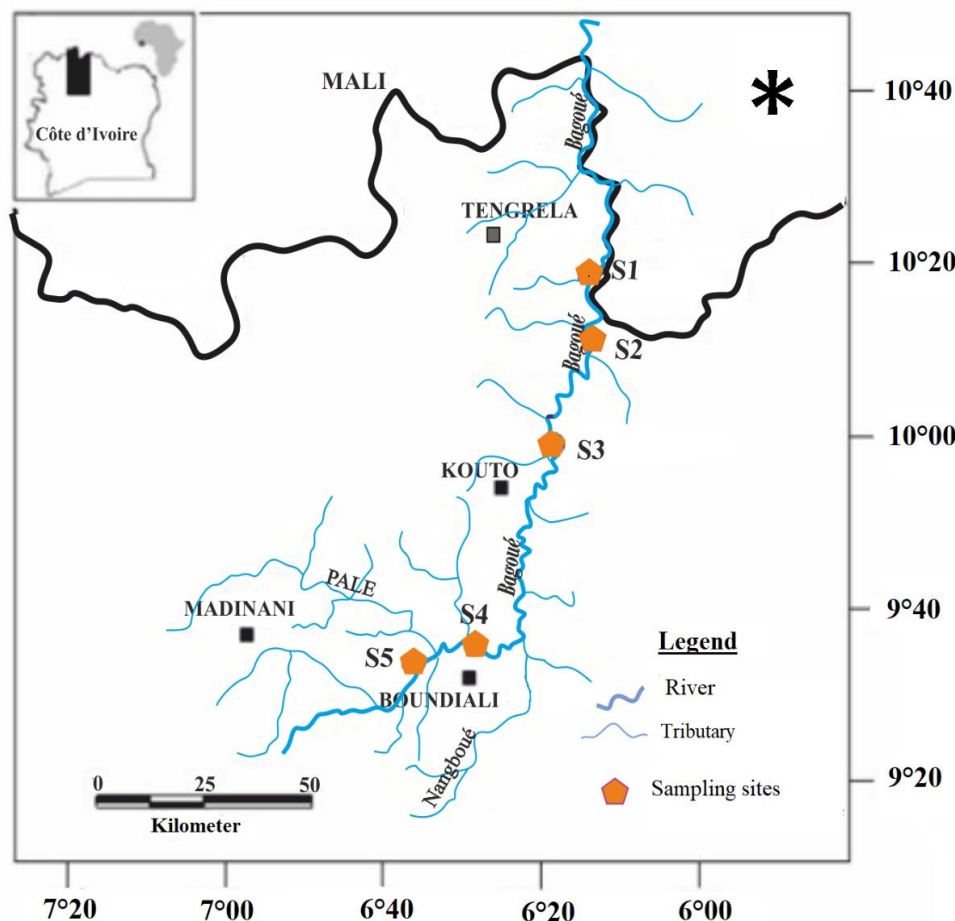 Côte d'Ivoire
MALI
Bagoué
10°40
TENGRELA
S1
10°20
Bagoué
S2
10°00
S3
KOUTO
Bagoué
PALE
MADINANI
S4
9°40
S5
BOUNDIALI
Nangboué
Legend
River
Tributary
Sampling sites
9°20
0 25 50
Kilometer
7°20 7°00 6°40 6°20 6°00